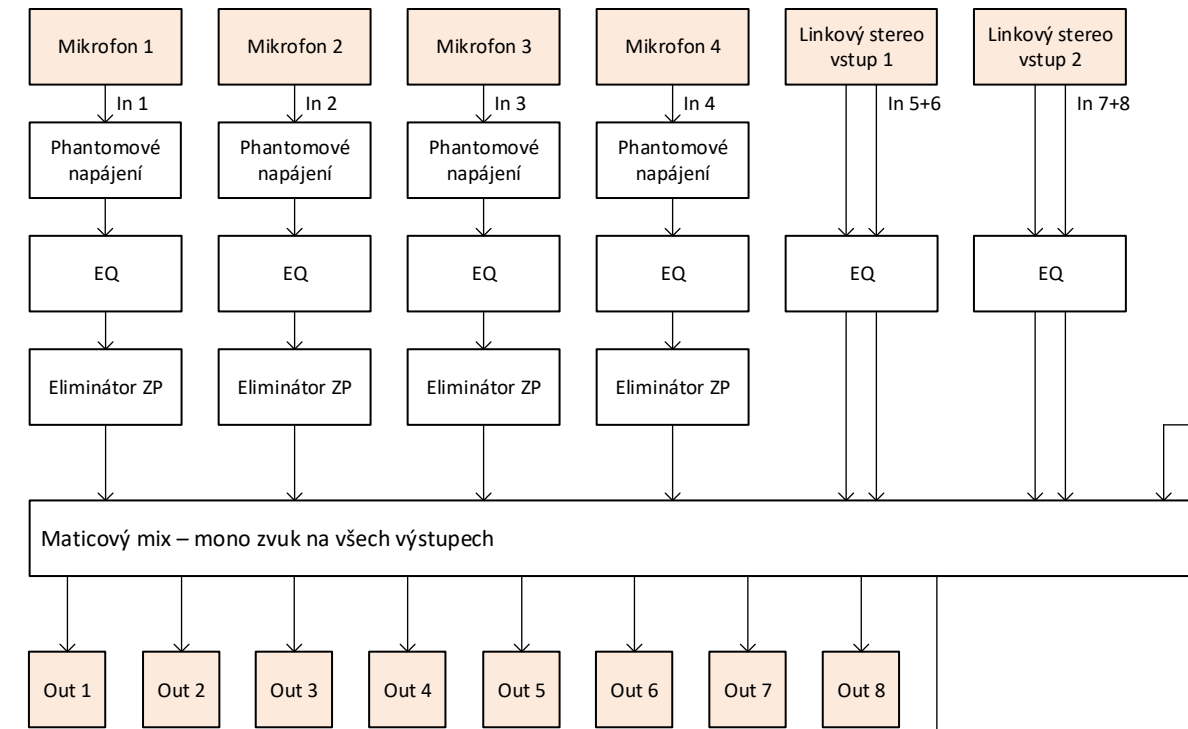 Mikrofon 1
Mikrofon 2
Mikrofon 3
Mikrofon 4
Linkový stereo
vstup 1
Linkový stereo
vstup 2
In 1
In 2
In 3
In 4
In 5+6
In 7+8
Phantomové
napájení
Phantomové
napájení
Phantomové
napájení
Phantomové
napájení
EQ
EQ
EQ
EQ
EQ
EQ
Eliminátor ZP
Eliminátor ZP
Eliminátor ZP
Eliminátor ZP
Maticový mix – mono zvuk na všech výstupech
Out 1
Out 2
Out 3
Out 4
Out 5
Out 6
Out 7
Out 8